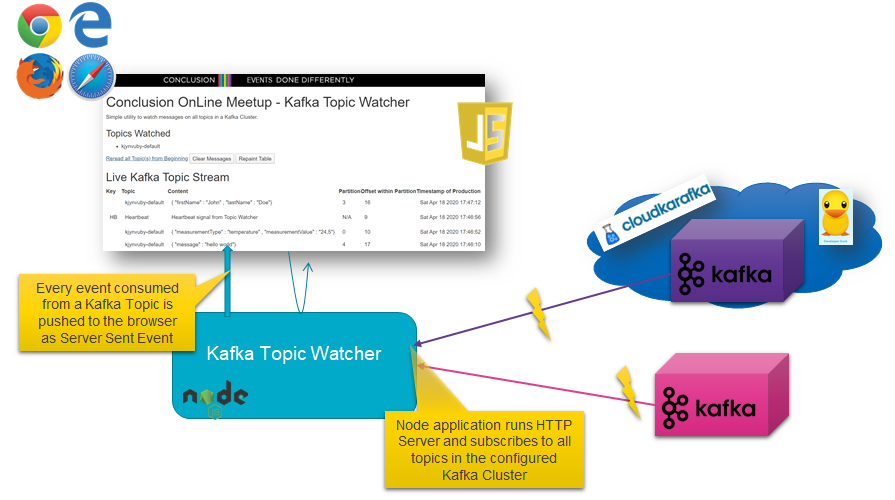 CONCLUSION EVENTS DONE DIFFERENTLY
Conclusion OnLine Meetup - Kafka Topic Watcher
Simple utility to watch messages on all topics in a Kafka Cluster.
Topics Watched
kjynvuby-default
Reread all Topic(s) from Beginning Clear Messages Repaint Table
Live Kafka Topic Stream
Key Topic Content Partition Offset within Partition Timestamp of Production
kjynvuby-default { "firstName" : "John" , "lastName" : "Doe"} 3 16 Sat Apr 18 2020 17:47:12
HB Heartbeat Heartbeat signal from Topic Watcher N/A 9 Sat Apr 18 2020 16:46:56
kjynvuby-default { "measurementType" : "temperature" , "measurementValue" : "24,5"} 0 10 Sat Apr 18 2020 16:46:52
kjynvuby-default { "message" : "hello world"} 4 17 Sat Apr 18 2020 16:46:10
JS
cloudkarafka
kafka
Every event consumed
from a Kafka Topic is
pushed to the browser
as Server Sent Event
Kafka Topic Watcher
node
kafka
Node application runs HTTP
Server and subscribes to all
topics in the configured
Kafka Cluster